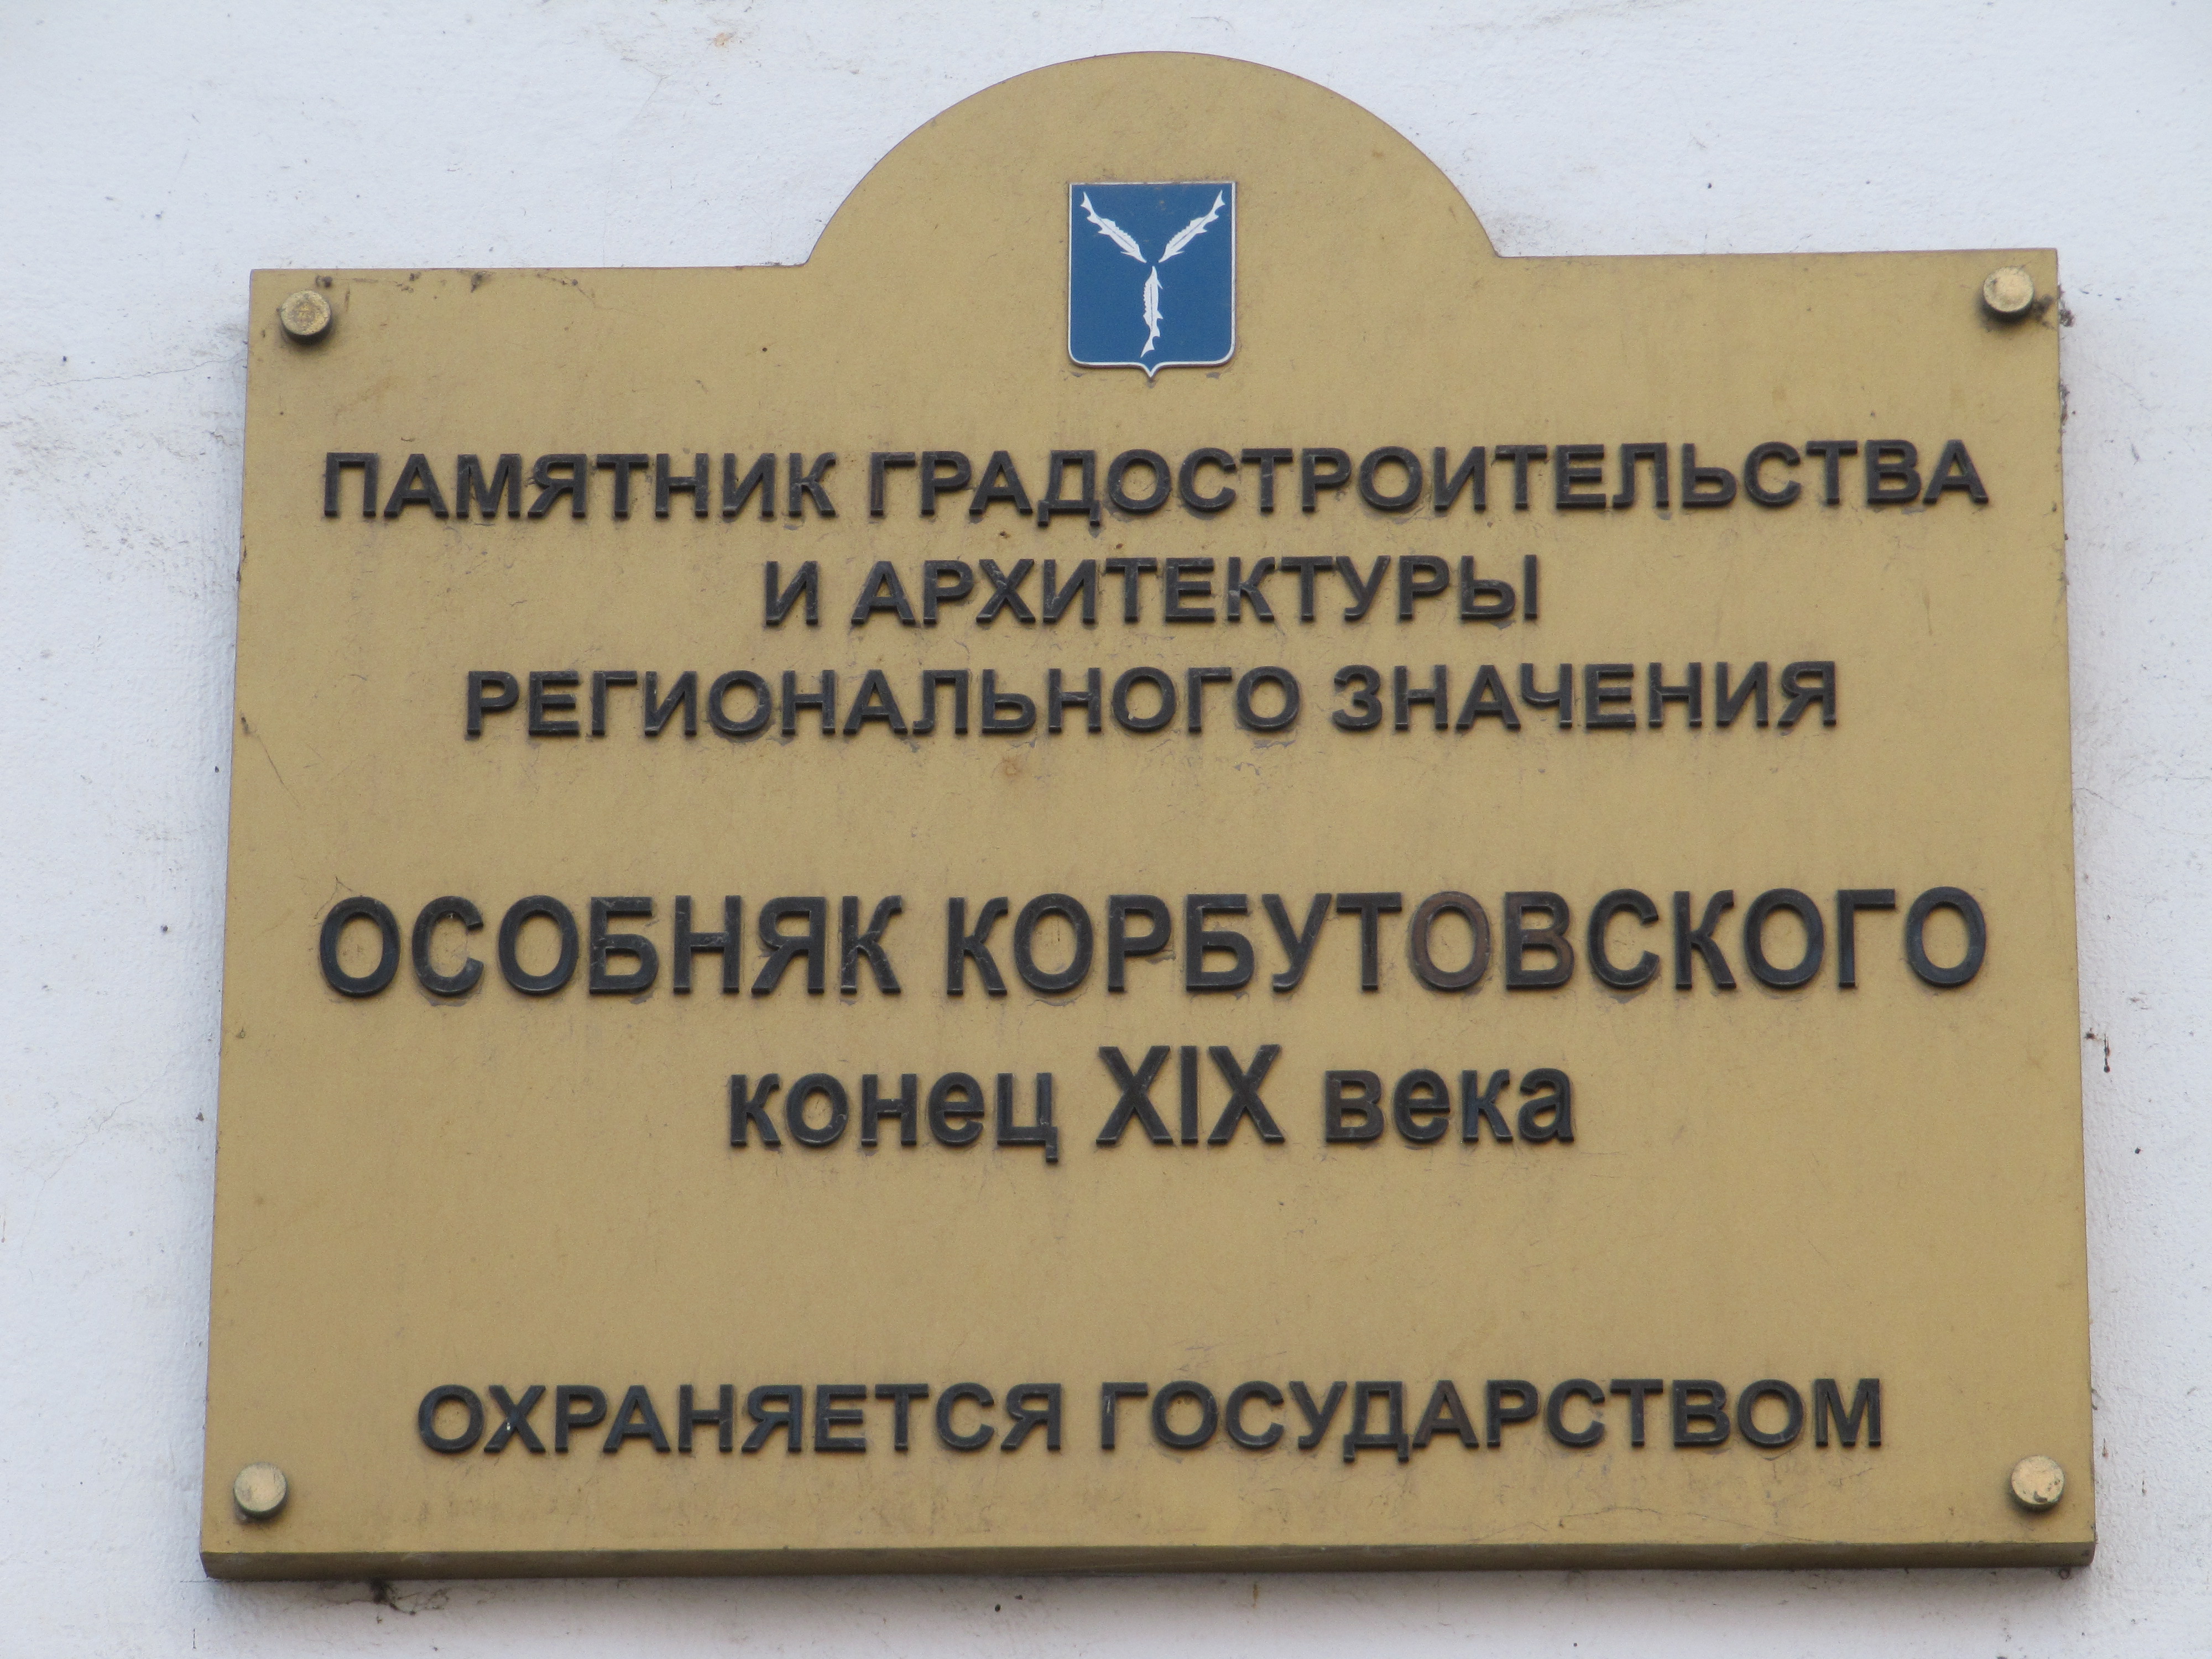 ПАМЯТНИК ГРАДОСТРОИТЕЛЬСТВА
И АРХИТЕКТУРЫ
РЕГИОНАЛЬНОГО ЗНАЧЕНИЯ
ОСОБНЯК КОРБУТОВСКОГО
конец XIX века
ОХРАНЯЕТСЯ ГОСУДАРСТВОМ